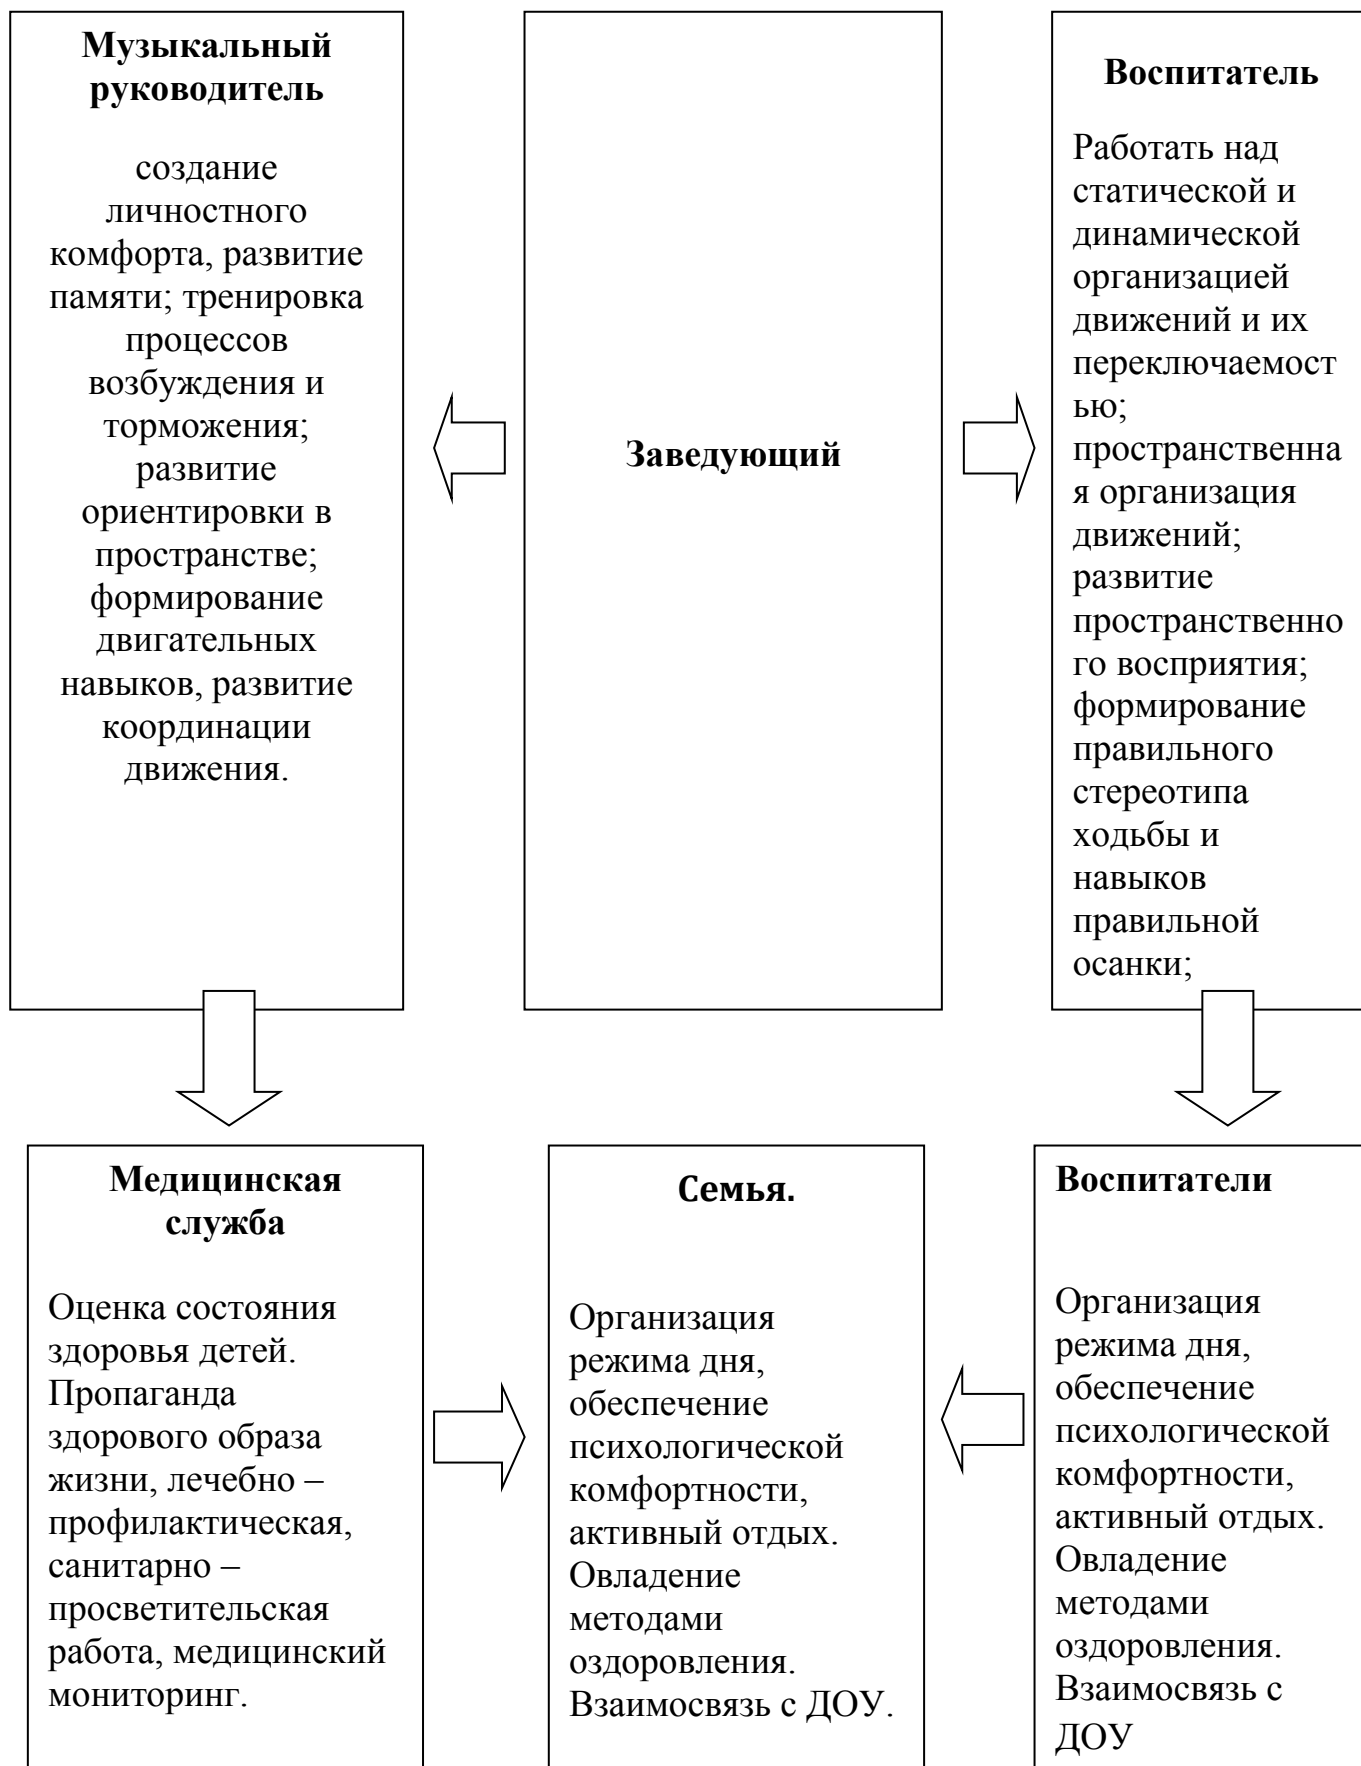 Музыкальный
руководитель
создание
личностного
комфорта, развитие
памяти; тренировка
процессов
возбуждения и
торможения;
развитие
ориентировки в
пространстве;
формирование
двигательных
навыков, развитие
координации
движения.
Заведующий
Воспитатель
Работать над
статической и
динамической
организацией
движений и их
переключаемост
ью;
пространственна
я организация
движений;
развитие
пространственно
го восприятия;
формирование
правильного
стереотипа
ходьбы и
навыков
правильной
осанки;
Медицинская
служба
Оценка состояния
здоровья детей.
Пропаганда
здорового образа
жизни, лечебно –
профилактическая,
санитарно –
просветительская
работа, медицинский
мониторинг.
Семья.
Организация
режима дня,
обеспечение
психологической
комфортности,
активный отдых.
Овладение
методами
оздоровления.
Взаимосвязь с ДОУ.
Воспитатели
Организация
режима дня,
обеспечение
психологической
комфортности,
активный отдых.
Овладение
методами
оздоровления.
Взаимосвязь с
ДОУ